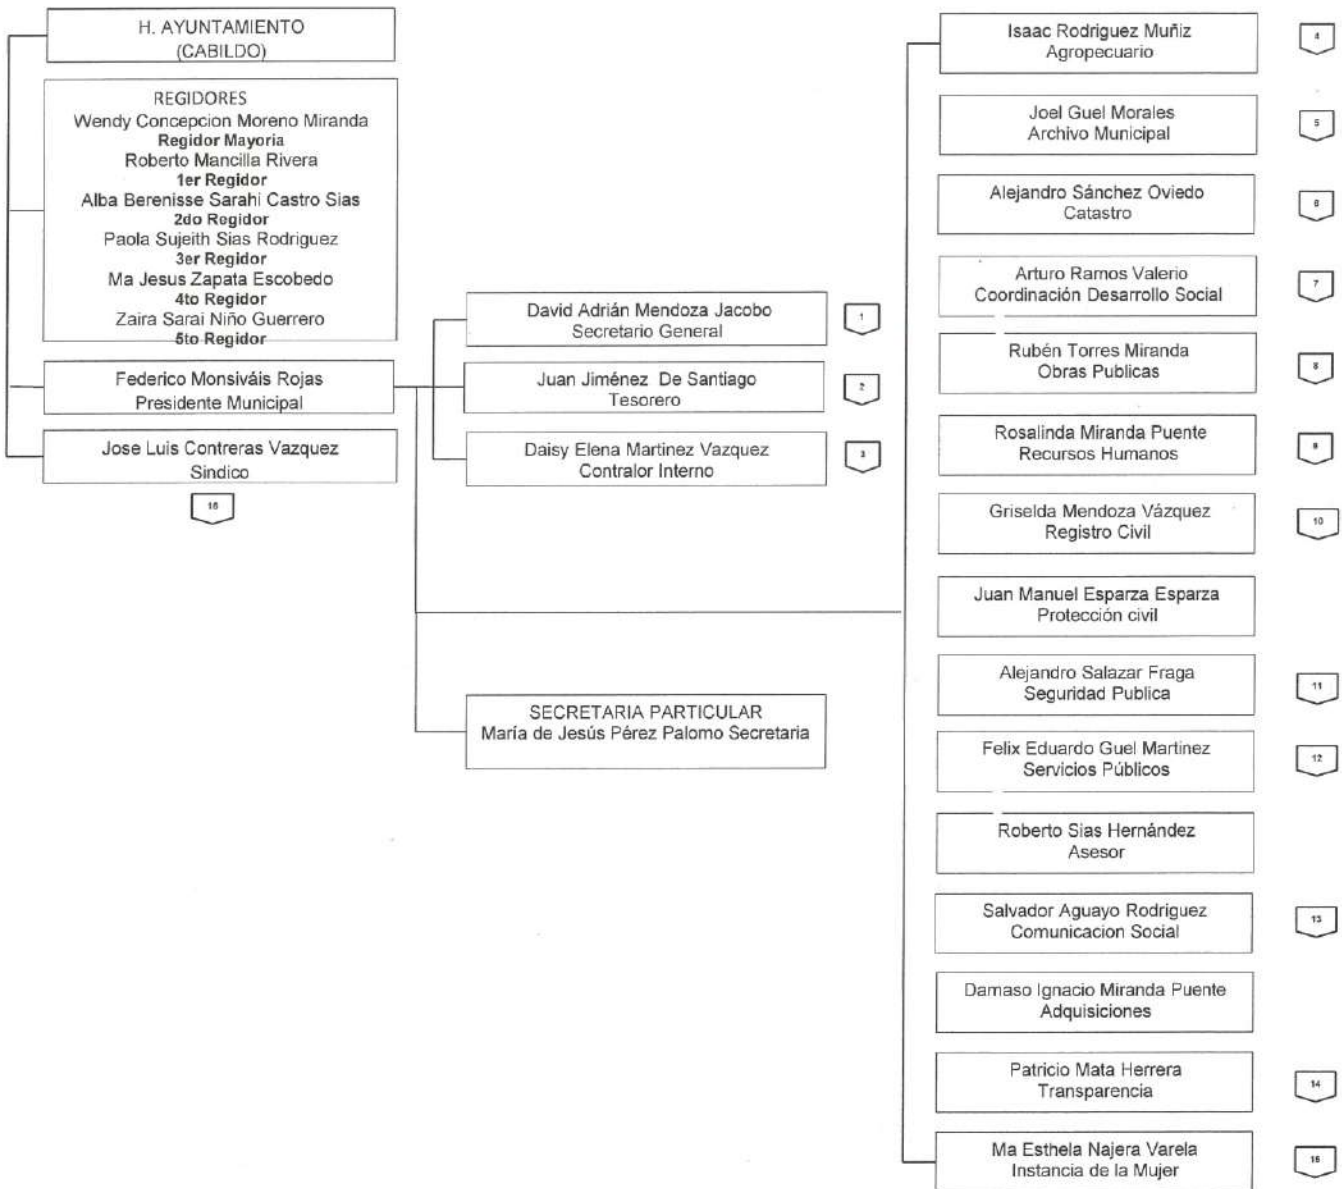 H. AYUNTAMIENTO
(CABILDO)
REGIDORES
Wendy Concepcion Moreno Miranda
Regidor Mayoria
Roberto Mancilla Rivera
1er Regidor
Alba Berenisse Sarahi Castro Sias
2do Regidor
Paola Sujeith Sias Rodriguez
3er Regidor
Ma Jesus Zapata Escobedo
4to Regidor
Zaira Sarai Niño Guerrero
5to Regidor
Federico Monsiváis Rojas
Presidente Municipal
Jose Luis Contreras Vazquez
Sindico
David Adrián Mendoza Jacobo
Secretario General
1
Juan Jiménez De Santiago
Tesorero
2
Daisy Elena Martinez Vazquez
Contralor Interno
3
SECRETARIA PARTICULAR
María de Jesús Pérez Palomo Secretaria
Isaac Rodriguez Muñiz
Agropecuario
4
Joel Guel Morales
Archivo Municipal
5
Alejandro Sánchez Oviedo
Catastro
6
Arturo Ramos Valerio
Coordinación Desarrollo Social
7
Rubén Torres Miranda
Obras Publicas
8
Rosalinda Miranda Puente
Recursos Humanos
9
Griselda Mendoza Vázquez
Registro Civil
10
Juan Manuel Esparza Esparza
Protección civil
Alejandro Salazar Fraga
Seguridad Publica
11
Felix Eduardo Guel Martinez
Servicios Públicos
12
Roberto Sias Hernández
Asesor
Salvador Aguayo Rodriguez
Comunicacion Social
13
Damaso Ignacio Miranda Puente
Adquisiciones
Patricio Mata Herrera
Transparencia
14
Ma Esthela Najera Varela
Instancia de la Mujer